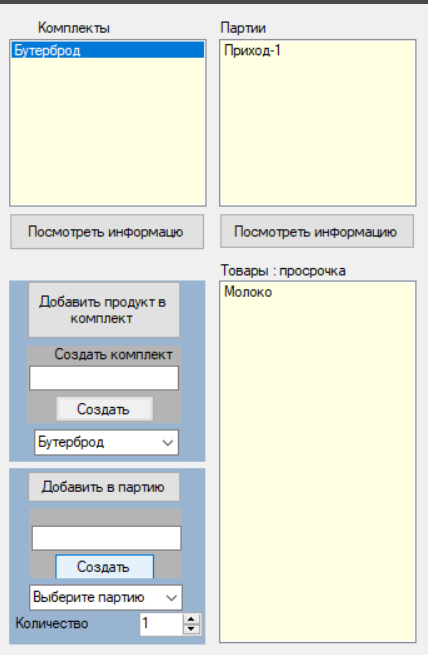 Комплекты
Бутерброд
Посмотреть информацю
Добавить продукт в
комплект
Создать комплект
Создать
Бутерброд
Добавить в партию
Создать
Выберите партию
Количество 1
Партии
Приход-1
Посмотреть информацию
Товары : просрочка
Молоко